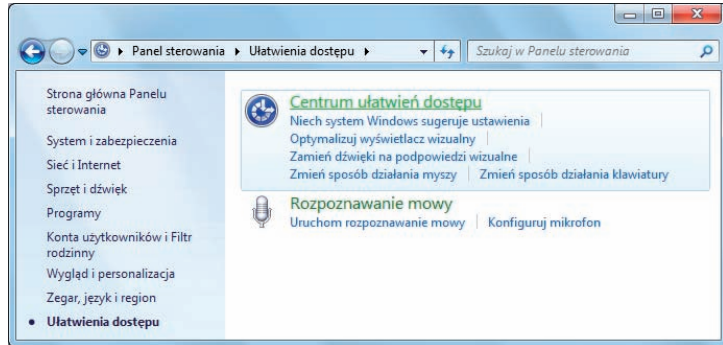 Panel sterowania Ułatwienia dostępu Szukaj w Panelu sterowania
Strona główna Panelu
sterowania
System i zabezpieczenia
Sieć i Internet
Sprzęt i dźwięk
Programy
Konta użytkowników i Filtr
rodzinny
Wygląd i personalizacja
Zegar, język i region
Ułatwienia dostępu
Centrum ułatwień dostępu
Niech system Windows sugeruje ustawienia
Optymalizuj wyświetlacz wizualny
Zamień dźwięki na podpowiedzi wizualne
Zmień sposób działania myszy Zmień sposób działania klawiatury
Rozpoznawanie mowy
Uruchom rozpoznawanie mowy Konfiguruj mikrofon